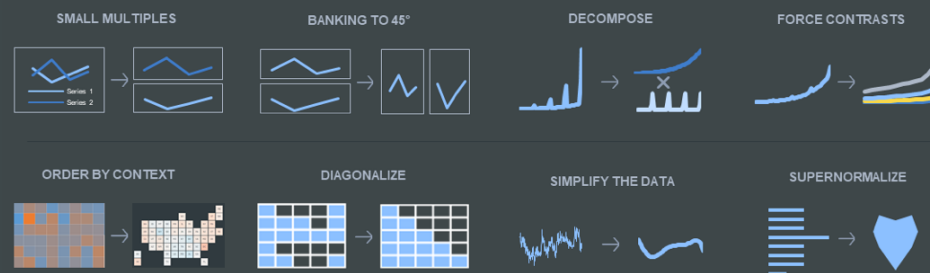 SMALL MULTIPLES
BANKING TO 45°
DECOMPOSE
FORCE CONTRASTS
Series 1
Series 2
ORDER BY CONTEXT
DIAGONALIZE
SIMPLIFY THE DATA
SUPERNORMALIZE